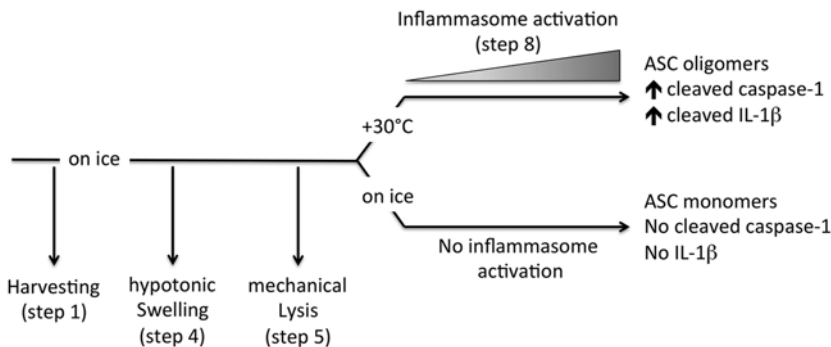 Inflammasome activation
(step 8)
ASC oligomers
↑ cleaved caspase-1
↑ cleaved IL-1β
+30°C
on ice
on ice
ASC monomers
No cleaved caspase-1
No IL-1β
No inflammasome
activation
Harvesting
(step 1)
hypotonic
Swelling
(step 4)
mechanical
Lysis
(step 5)